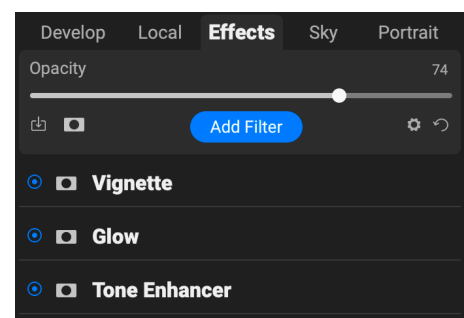 Develop Local Effects Sky Portrait
Opacity 74
Add Filter
Vignette
Glow
Tone Enhancer